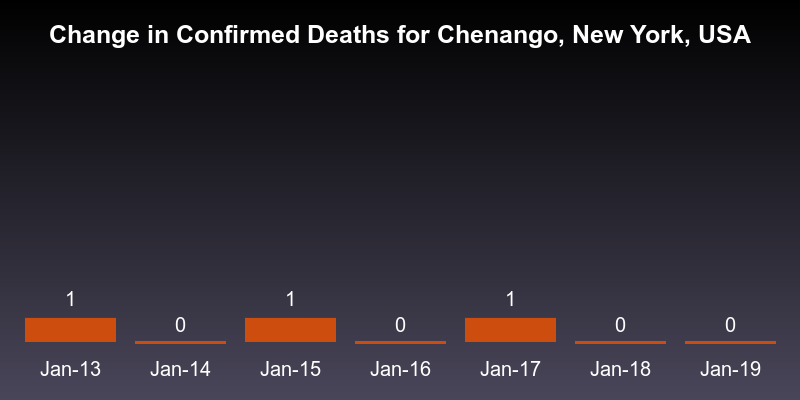 Change in Confirmed Deaths for Chenango, New York, USA
1 0 1 0 1 0 0
Jan-13 Jan-14 Jan-15 Jan-16 Jan-17 Jan-18 Jan-19